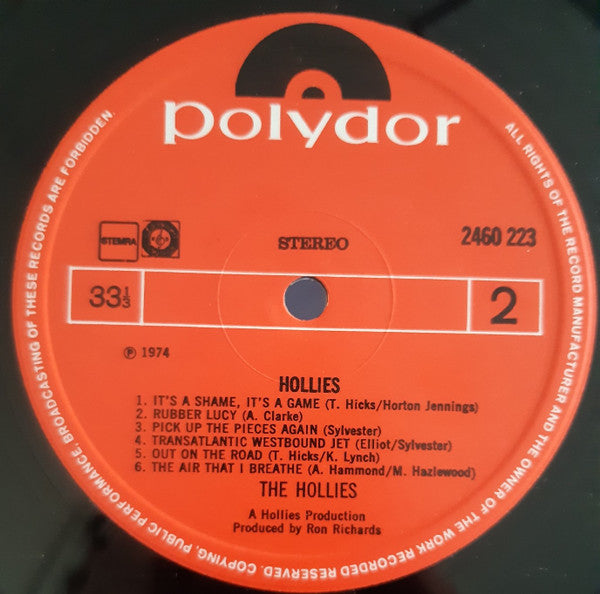 polydor
STEMRA
STEREO
2460 223
33⅓
2
℗ 1974
HOLLIES
1. IT'S A SHAME, IT'S A GAME (T. Hicks/Horton Jennings)
2. RUBBER LUCY (A. Clarke)
3. PICK UP THE PIECES AGAIN (Sylvester)
4. TRANSATLANTIC WESTBOUND JET (Elliot/Sylvester)
5. OUT ON THE ROAD (T. Hicks/K. Lynch)
6. THE AIR THAT I BREATHE (A. Hammond/M. Hazlewood)
THE HOLLIES
A Hollies Production
Produced by Ron Richards
ALL RIGHTS OF THE RECORD MANUFACTURER AND THE OWNER OF THE WORK RECORDED RESERVED. COPYING, PUBLIC PERFORMANCE, BROADCASTING OF THESE RECORDS ARE FORBIDDEN.